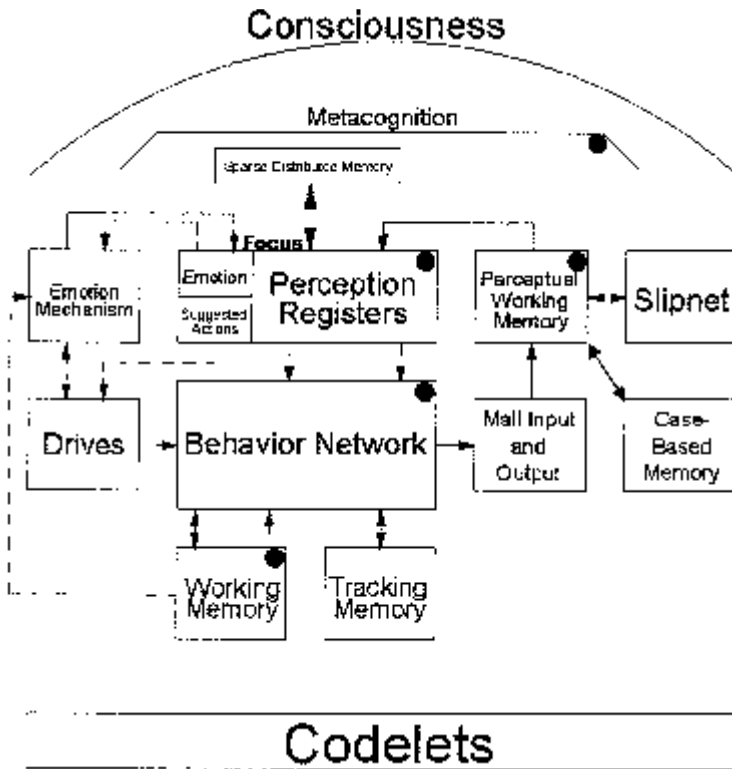 Consciousness
Metacognition
Sparse Distributed Memory
Focus
Emotion
Mechanism
Emotion
Suggested
Actions
Perception
Registers
Perceptual
Working
Memory
Slipnet
Drives
Behavior Network
Mail Input
and
Output
Case-
Based
Memory
Working
Memory
Tracking
Memory
Codelets